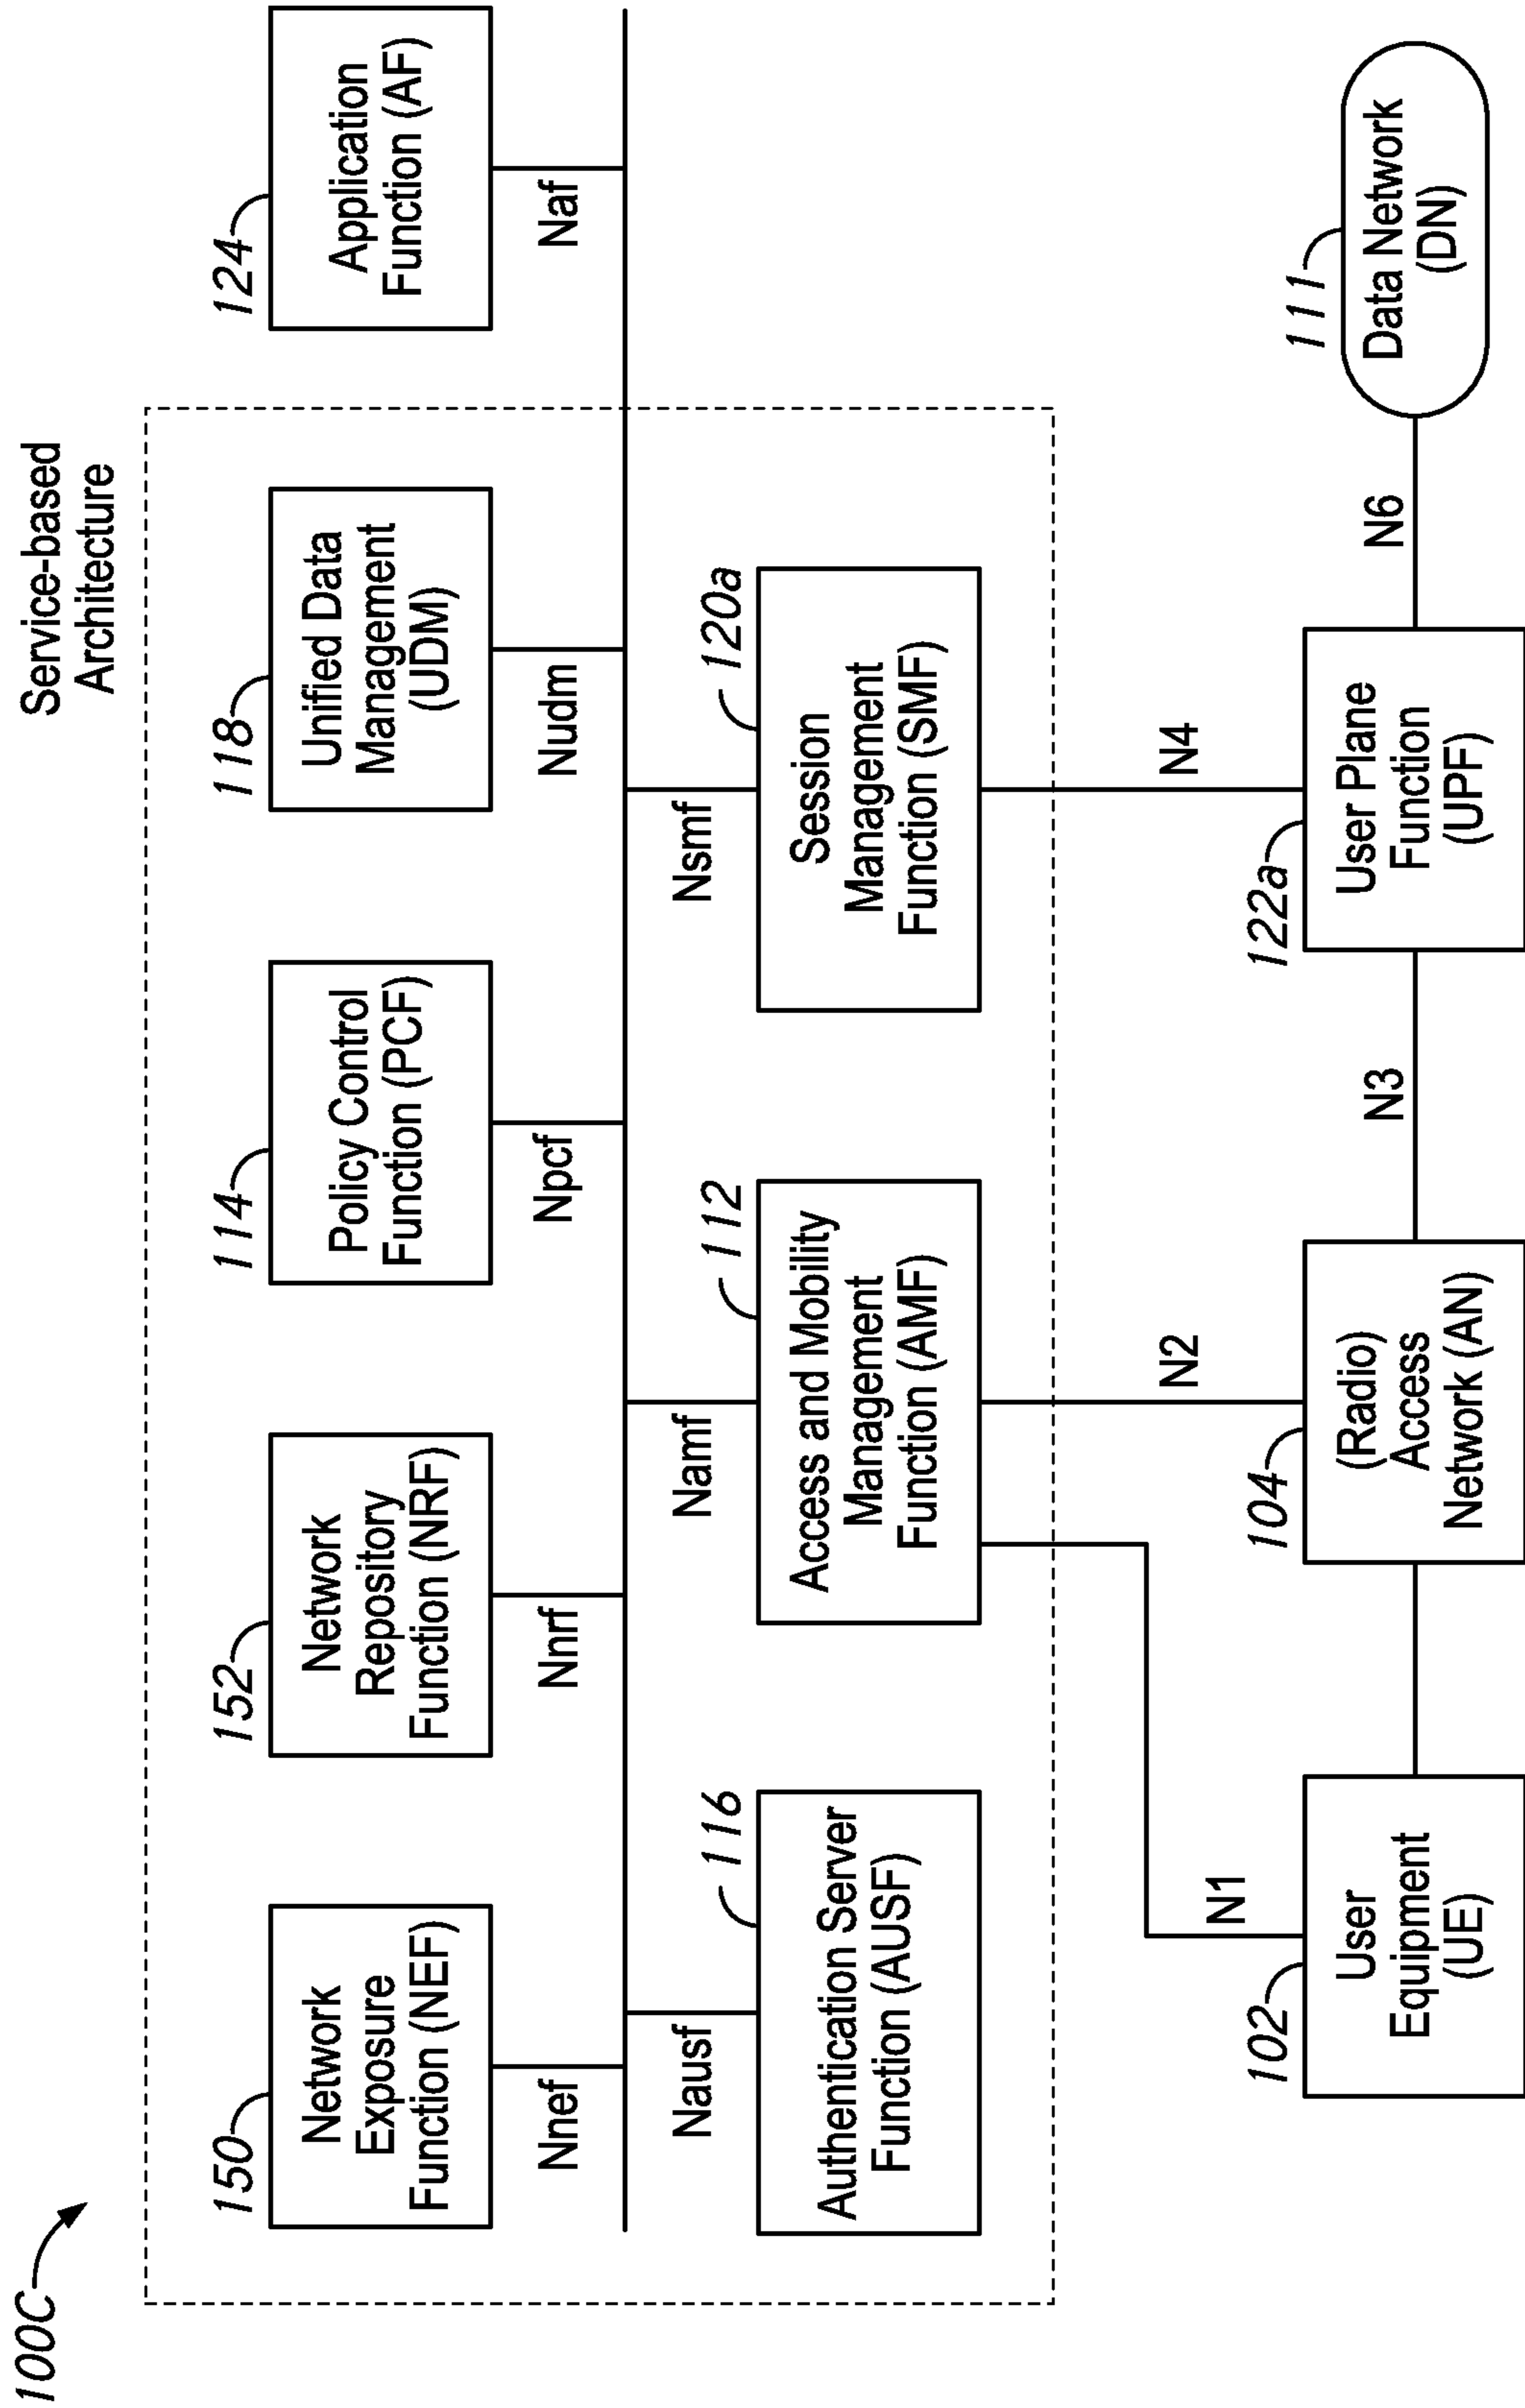 100C
Service-based
Architecture
150
Network
Exposure
Function (NEF)
152
Network
Repository
Function (NRF)
114
Policy Control
Function (PCF)
118
Unified Data
Management
(UDM)
124
Application
Function (AF)
Nnef
Nnrf
Npcf
Nudm
Naf
Nausf
Namf
Nsmf
116
Authentication Server
Function (AUSF)
112
Access and Mobility
Management
Function (AMF)
120a
Session
Management
Function (SMF)
N1
N2
N4
102
User
Equipment
(UE)
104
(Radio)
Access
Network (AN)
N3
122a
User Plane
Function
(UPF)
N6
111
Data Network
(DN)